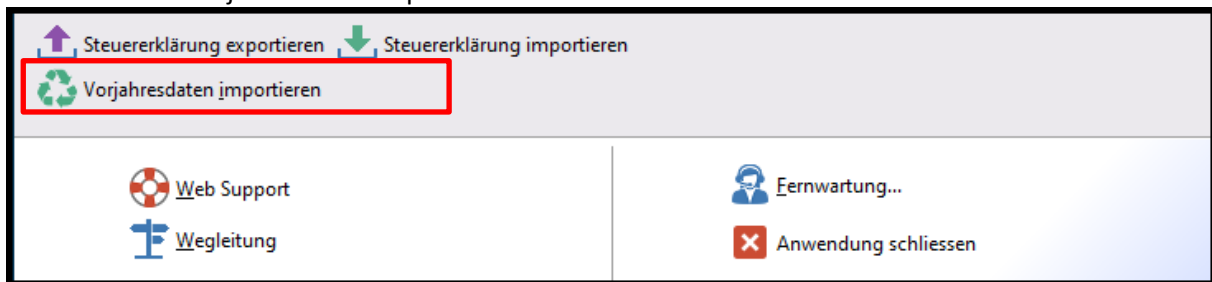 Steuererklärung exportieren Steuererklärung importieren
Vorjahresdaten importieren
Web Support Fernwartung...
Wegleitung Anwendung schliessen